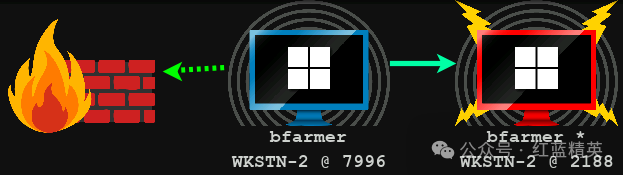 bfarmer
WKSTN-2 @ 7996
bfarmer *
WKSTN-2 @ 2188
公众号 · 红蓝精英